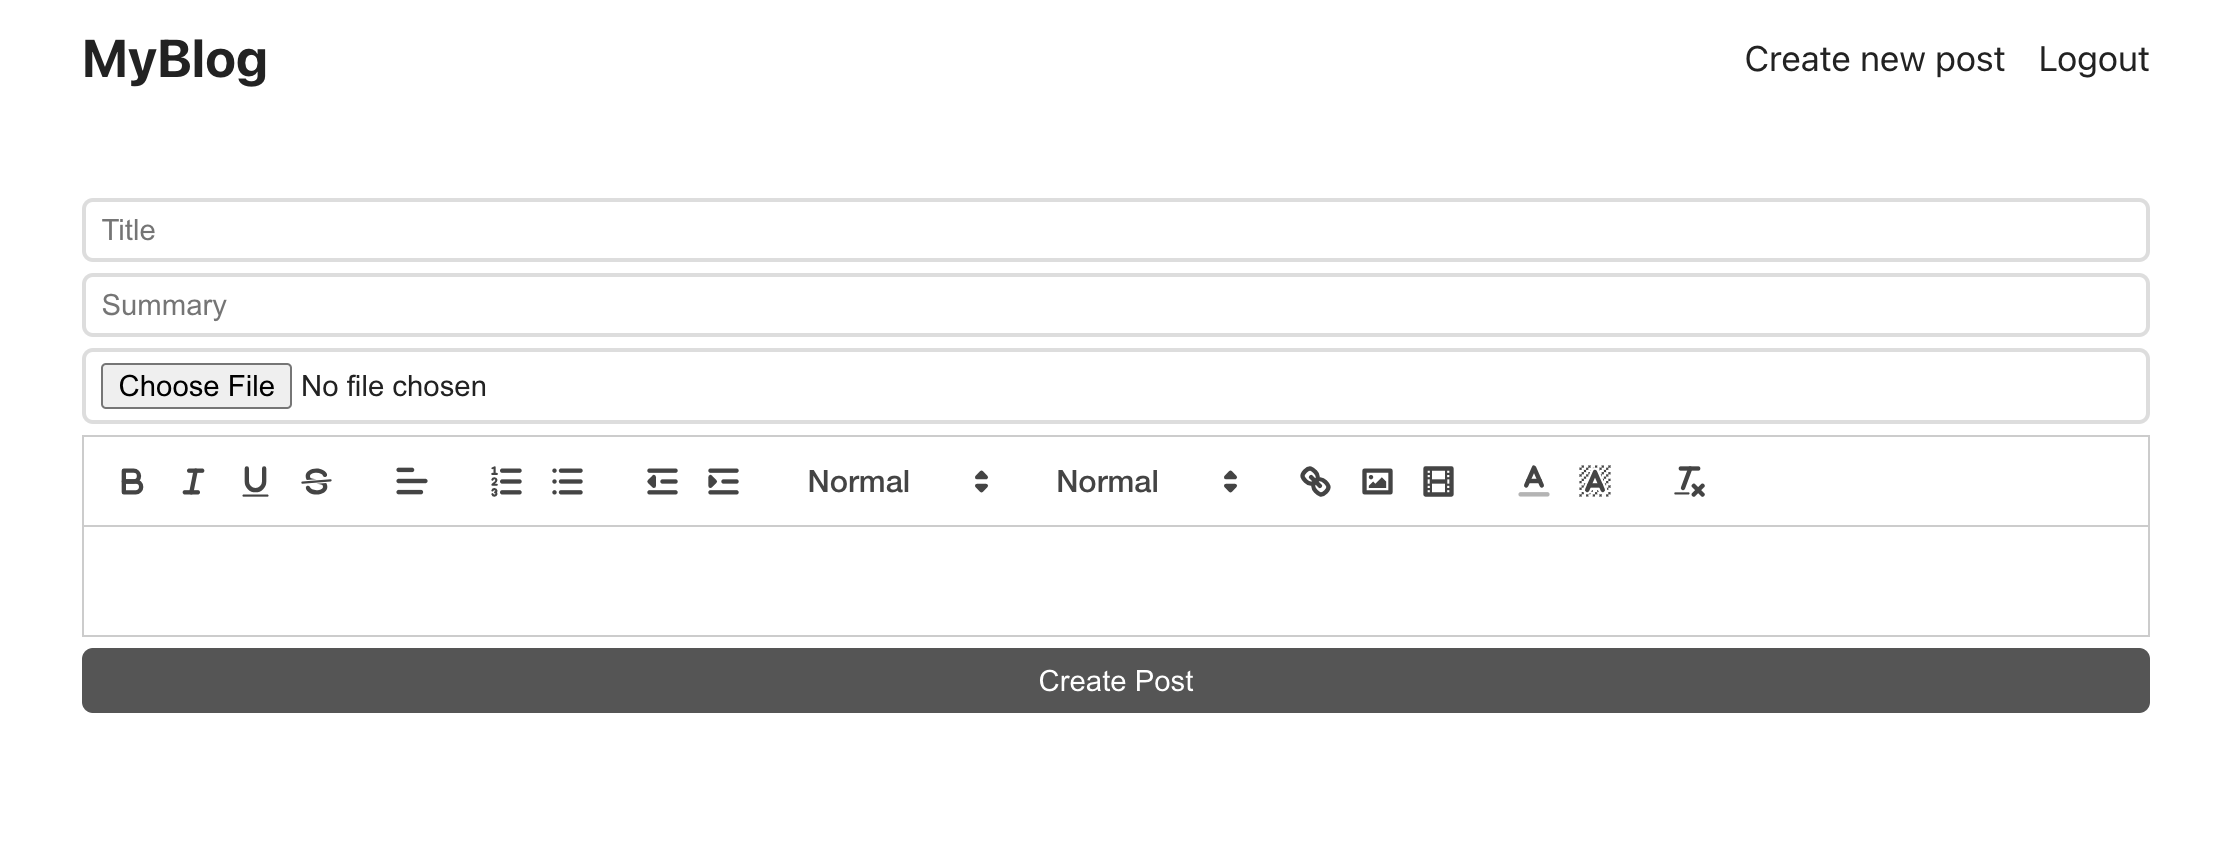 MyBlog
Create new post Logout
Title
Summary
Choose File No file chosen
Normal Normal
Create Post